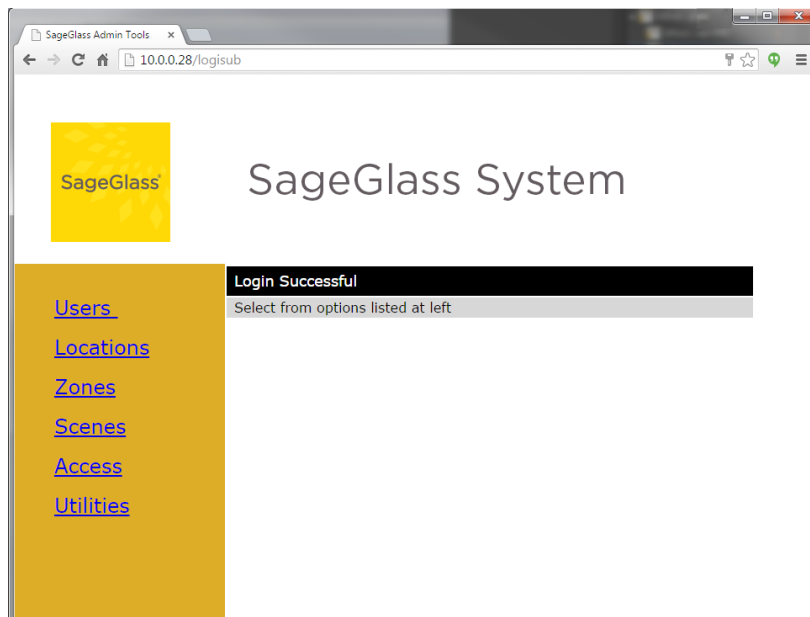 SageGlass Admin Tools
10.0.0.28/logisub
SageGlass®
SageGlass System
Login Successful
Select from options listed at left
Users
Locations
Zones
Scenes
Access
Utilities